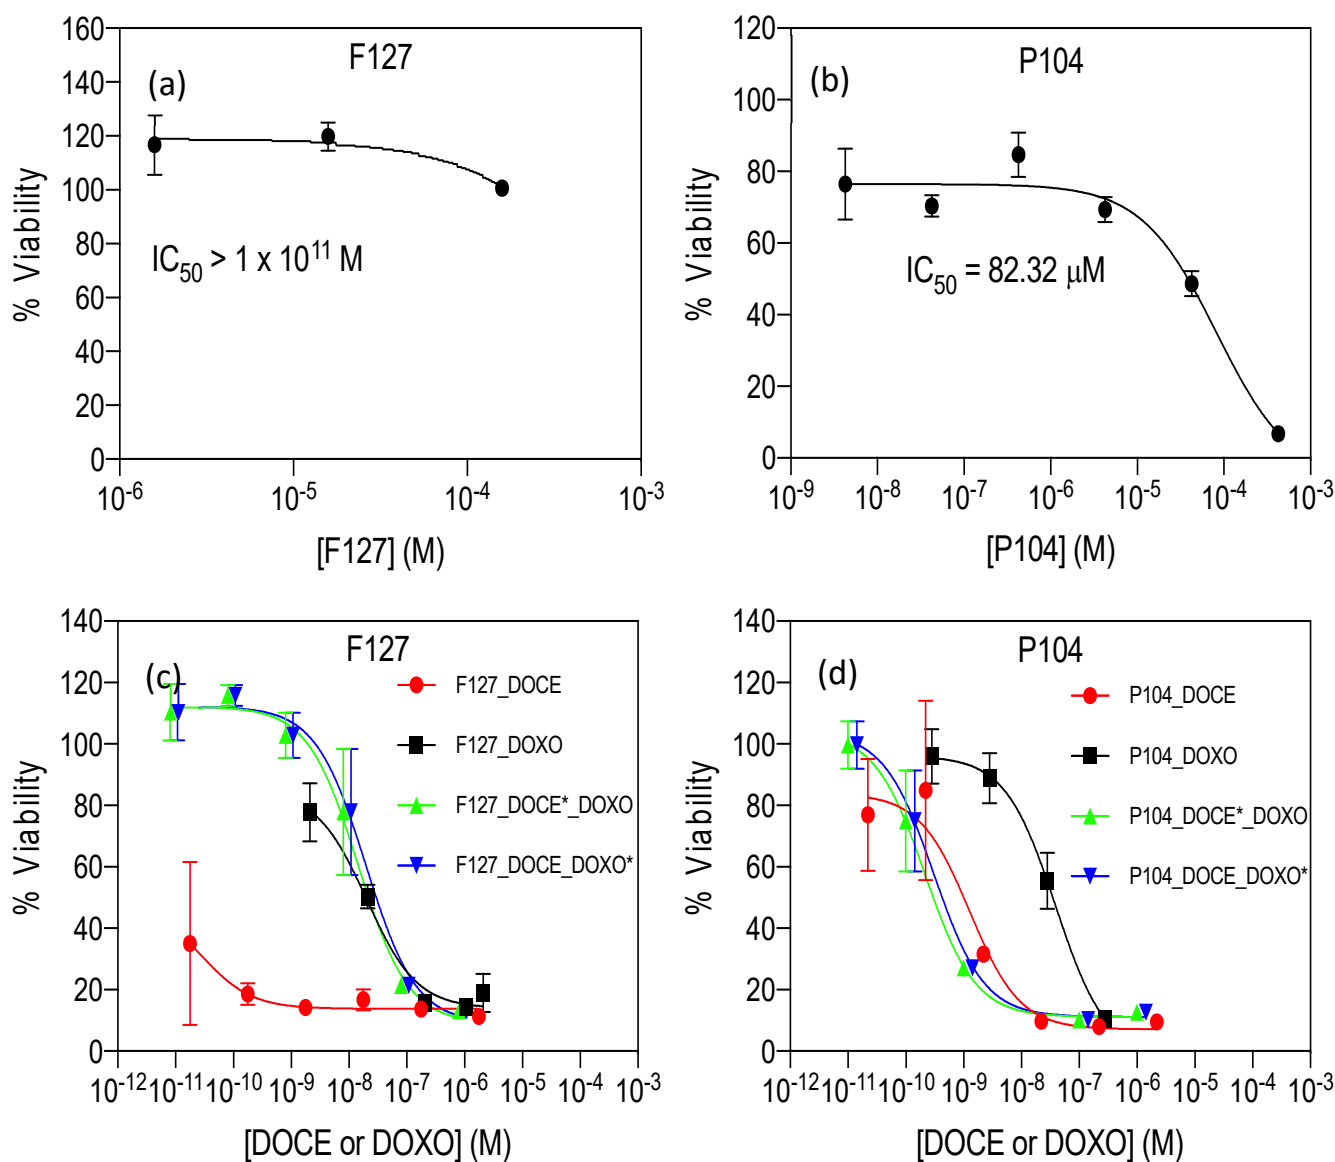 F127
(a)
% Viability
160
140
120
100
80
60
40
20
0
IC50 > 1 x 10^11 M
10^-6 10^-5 10^-4 10^-3
[F127] (M)
P104
(b)
% Viability
120
100
80
60
40
20
0
IC50 = 82.32 μM
10^-9 10^-8 10^-7 10^-6 10^-5 10^-4 10^-3
[P104] (M)
F127
(c)
% Viability
140
120
100
80
60
40
20
0
F127_DOCE
F127_DOXO
F127_DOCE*_DOXO
F127_DOCE_DOXO*
10^-12 10^-11 10^-10 10^-9 10^-8 10^-7 10^-6 10^-5 10^-4 10^-3
[DOCE or DOXO] (M)
P104
(d)
% Viability
140
120
100
80
60
40
20
0
P104_DOCE
P104_DOXO
P104_DOCE*_DOXO
P104_DOCE_DOXO*
10^-12 10^-11 10^-10 10^-9 10^-8 10^-7 10^-6 10^-5 10^-4 10^-3
[DOCE or DOXO] (M)